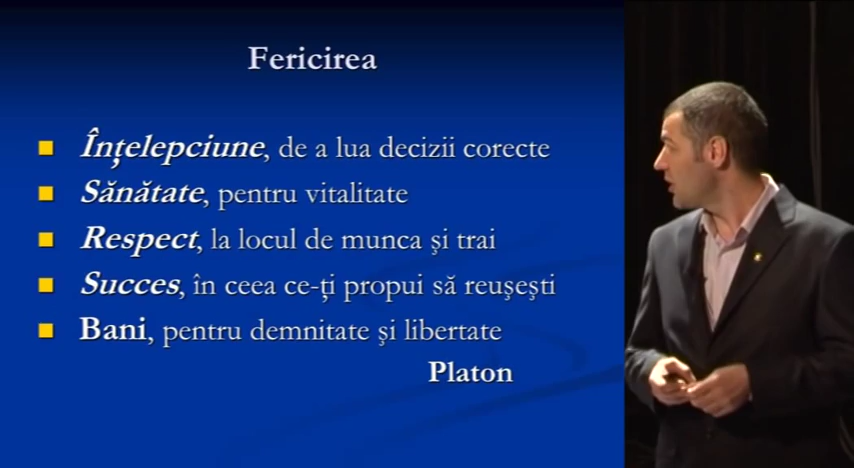 Fericirea
Înţelepciune, de a lua decizii corecte
Sănătate, pentru vitalitate
Respect, la locul de munca şi trai
Succes, în ceea ce-ţi propui să reuşeşti
Bani, pentru demnitate şi libertate
Platon